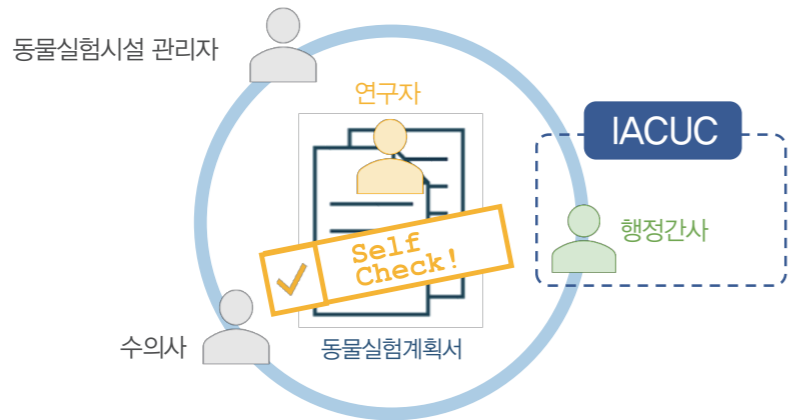 동물실험시설 관리자
연구자
IACUC
행정간사
Self
Check!
수의사
동물실험계획서